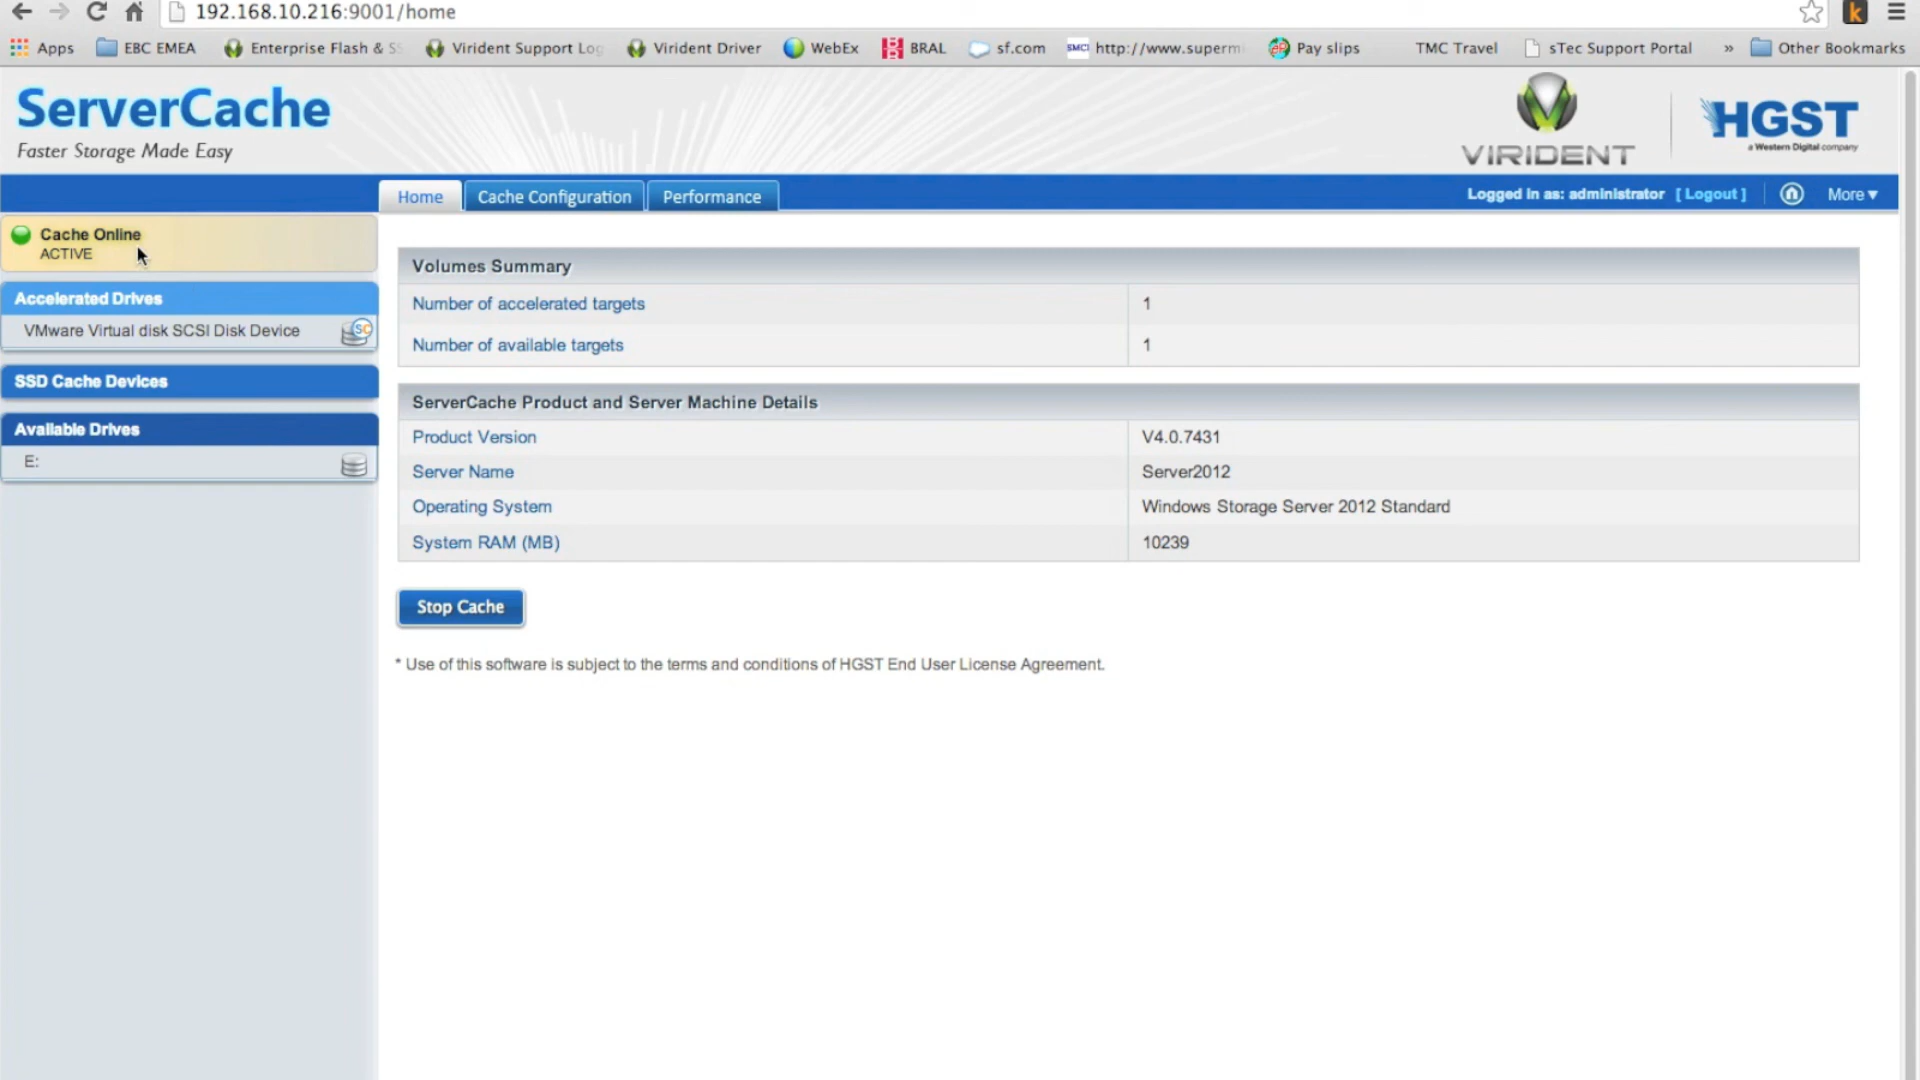 192.168.10.216:9001/home
Apps EBC EMEA Enterprise Flash & SS Virident Support Log Virident Driver WebEx BRAL sf.com SMCI http://www.superm Pay slips TMC Travel sTec Support Portal » Other Bookmarks
ServerCache
Faster Storage Made Easy
VIRIDENT
HGST
a Western Digital company
Home Cache Configuration Performance
Logged in as: administrator [ Logout ] More ▾
Cache Online
ACTIVE
Accelerated Drives
VMware Virtual disk SCSI Disk Device SC
SSD Cache Devices
Available Drives
E:
Volumes Summary
Number of accelerated targets 1
Number of available targets 1
ServerCache Product and Server Machine Details
Product Version V4.0.7431
Server Name Server2012
Operating System Windows Storage Server 2012 Standard
System RAM (MB) 10239
Stop Cache
* Use of this software is subject to the terms and conditions of HGST End User License Agreement.